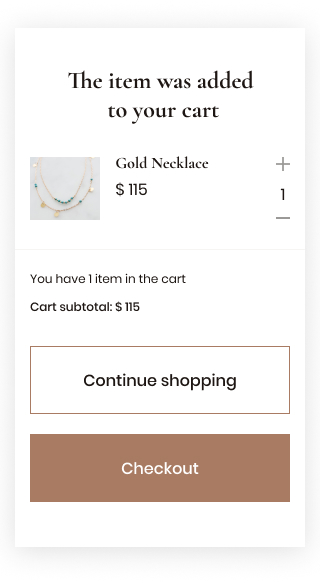 The item was added
to your cart
Gold Necklace
$ 115
1
You have 1 item in the cart
Cart subtotal: $ 115
Continue shopping
Checkout